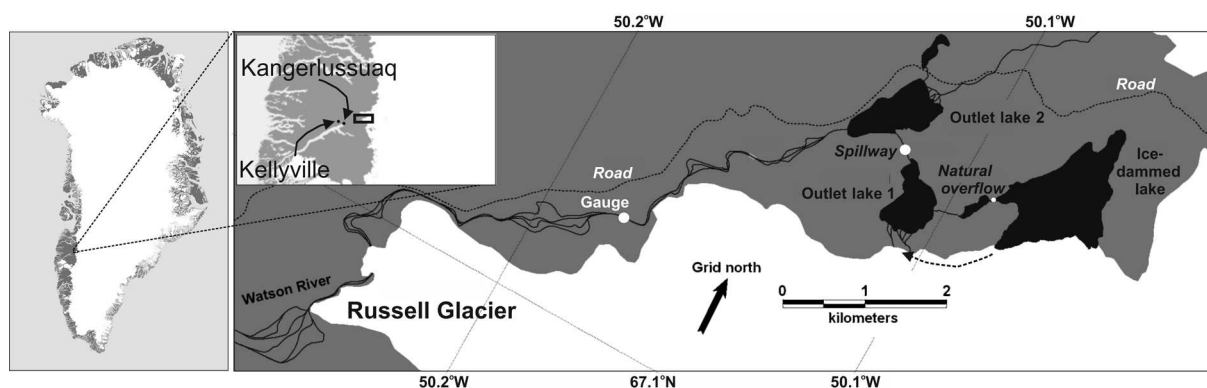 50.2°W
50.1°W
Kangerlussuaq
Kellyville
Road
Road
Outlet lake 2
Spillway
Natural
overflow
Ice-
dammed
lake
Outlet lake 1
Gauge
Watson River
Russell Glacier
Grid north
0 1 2
kilometers
50.2°W
67.1°N
50.1°W